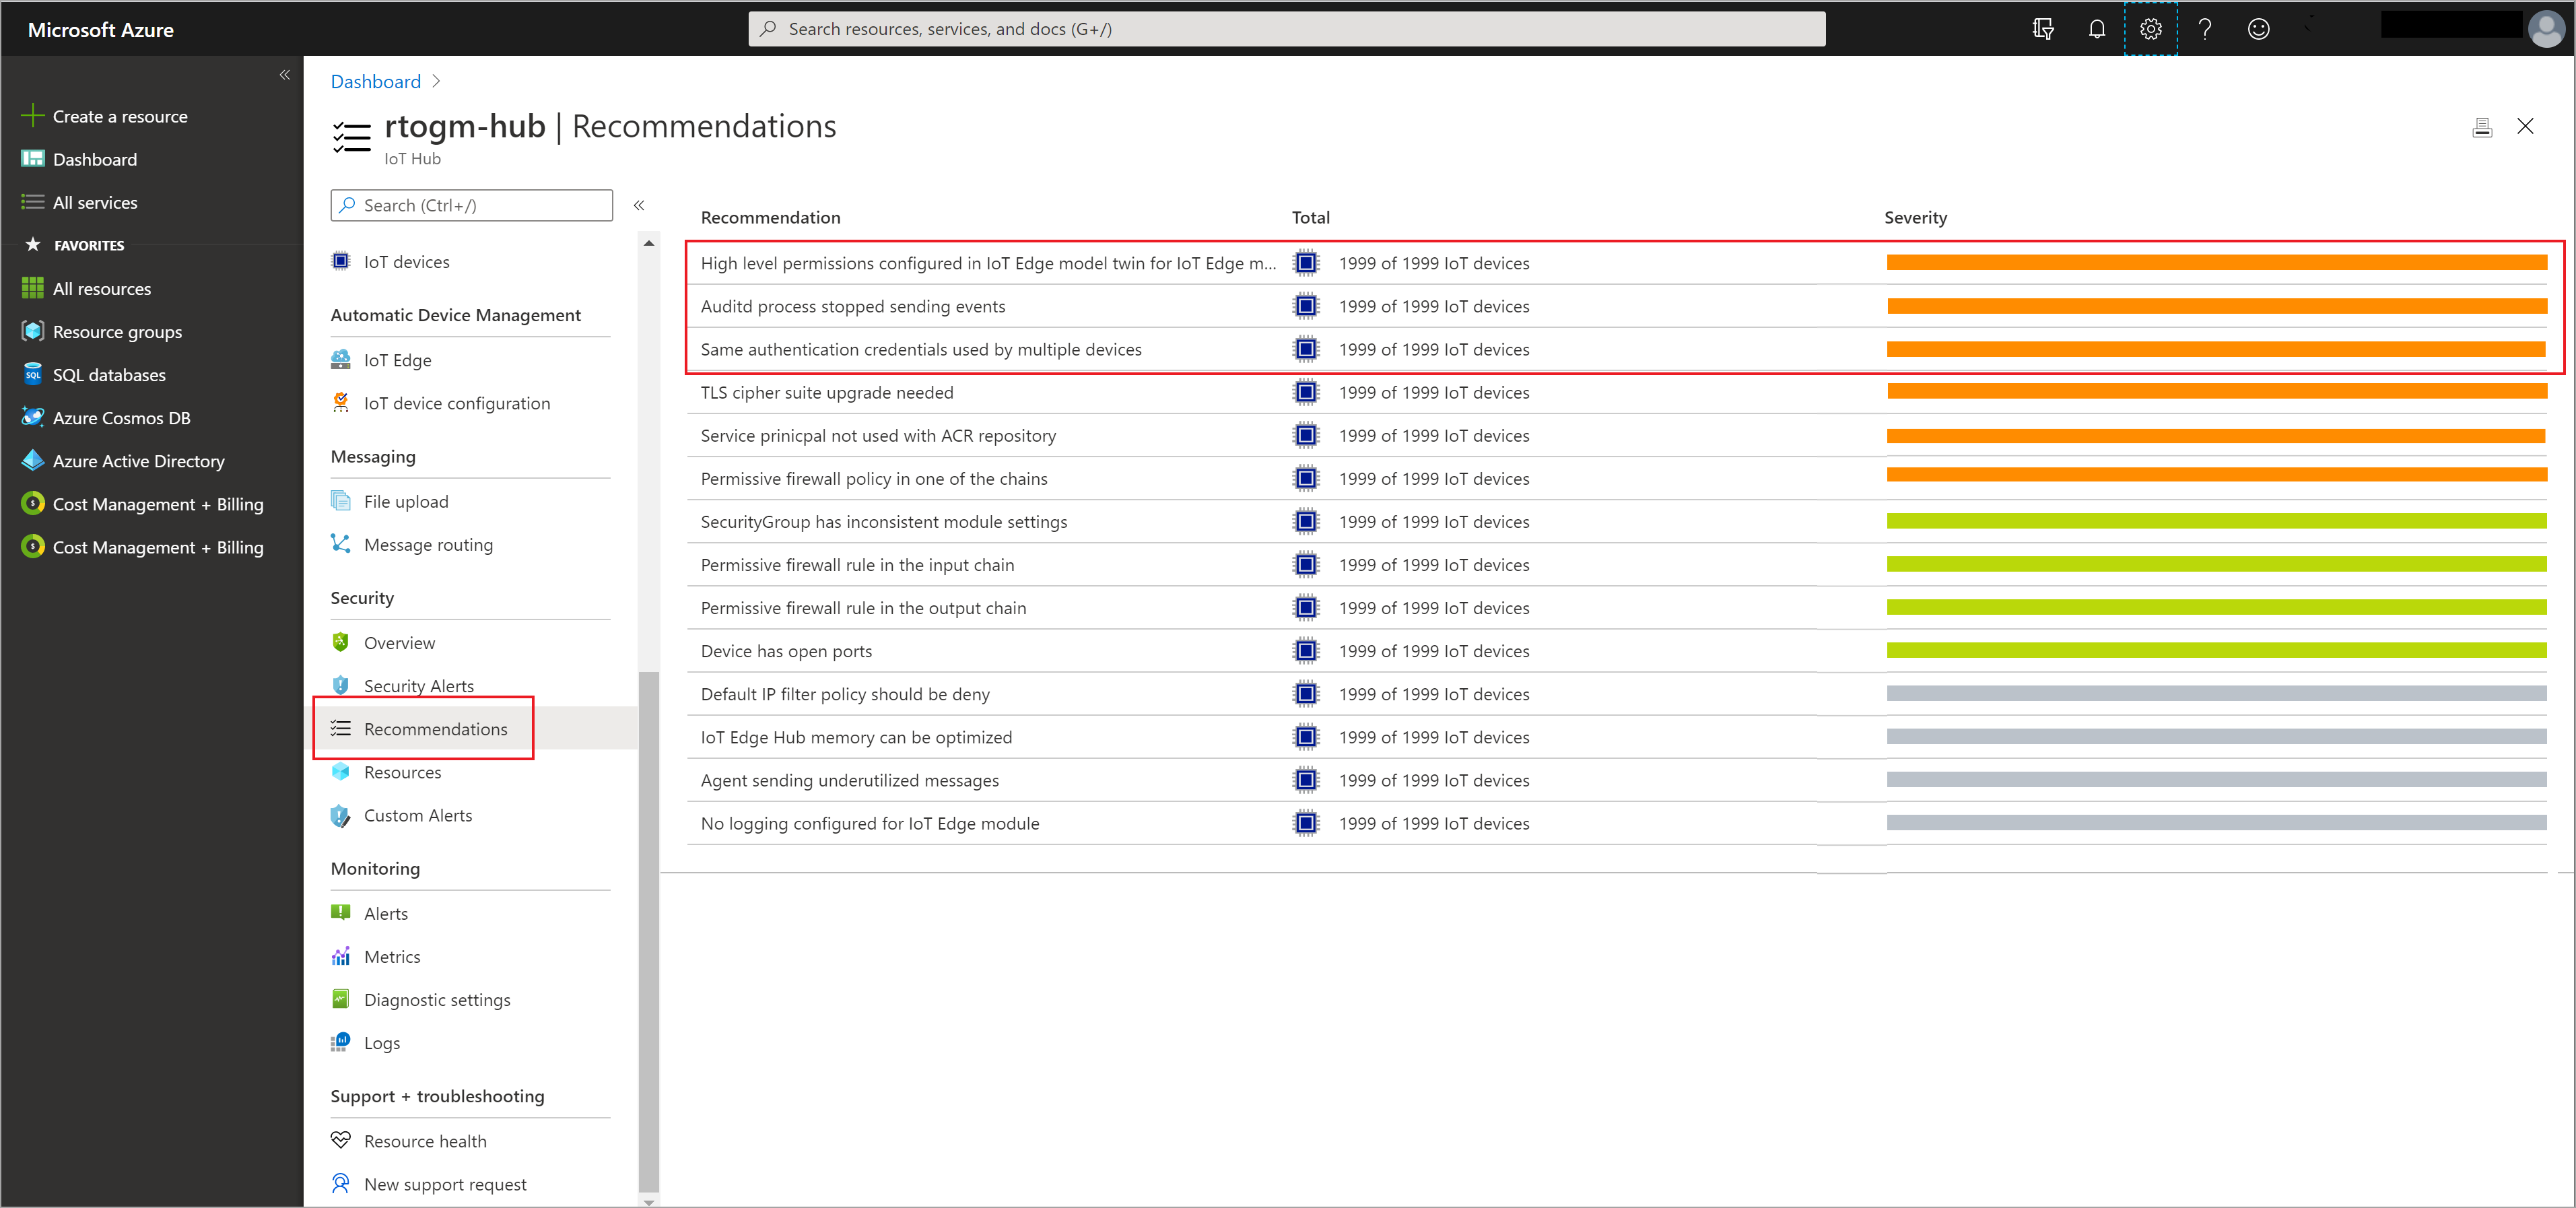 Microsoft Azure
Search resources, services, and docs (G+/)
Create a resource
Dashboard
All services
FAVORITES
All resources
Resource groups
SQL databases
Azure Cosmos DB
Azure Active Directory
Cost Management + Billing
Cost Management + Billing
Dashboard >
rtogm-hub | Recommendations
IoT Hub
Search (Ctrl+/)
IoT devices
Automatic Device Management
IoT Edge
IoT device configuration
Messaging
File upload
Message routing
Security
Overview
Security Alerts
Recommendations
Resources
Custom Alerts
Monitoring
Alerts
Metrics
Diagnostic settings
Logs
Support + troubleshooting
Resource health
New support request
Recommendation Total Severity
High level permissions configured in IoT Edge model twin for IoT Edge m... 1999 of 1999 IoT devices
Auditd process stopped sending events 1999 of 1999 IoT devices
Same authentication credentials used by multiple devices 1999 of 1999 IoT devices
TLS cipher suite upgrade needed 1999 of 1999 IoT devices
Service prinicpal not used with ACR repository 1999 of 1999 IoT devices
Permissive firewall policy in one of the chains 1999 of 1999 IoT devices
SecurityGroup has inconsistent module settings 1999 of 1999 IoT devices
Permissive firewall rule in the input chain 1999 of 1999 IoT devices
Permissive firewall rule in the output chain 1999 of 1999 IoT devices
Device has open ports 1999 of 1999 IoT devices
Default IP filter policy should be deny 1999 of 1999 IoT devices
IoT Edge Hub memory can be optimized 1999 of 1999 IoT devices
Agent sending underutilized messages 1999 of 1999 IoT devices
No logging configured for IoT Edge module 1999 of 1999 IoT devices